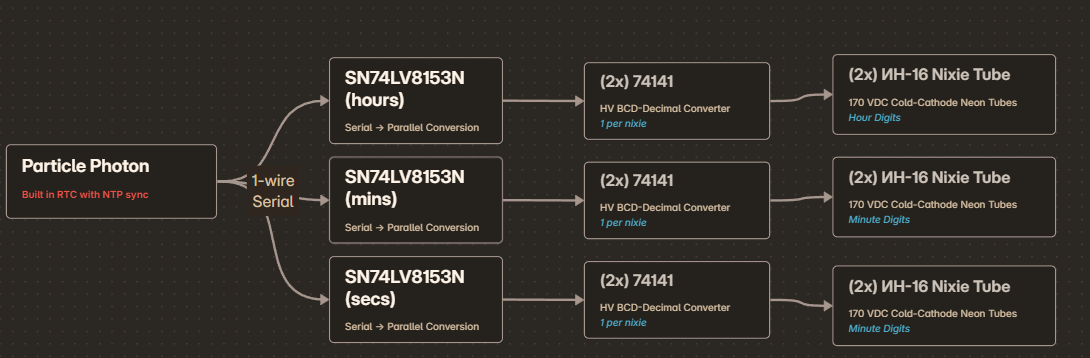 Particle Photon
Built in RTC with NTP sync
1-wire
Serial
SN74LV8153N
(hours)
Serial → Parallel Conversion
(2x) 74141
HV BCD-Decimal Converter
1 per nixie
(2x) ИН-16 Nixie Tube
170 VDC Cold-Cathode Neon Tubes
Hour Digits
SN74LV8153N
(mins)
Serial → Parallel Conversion
(2x) 74141
HV BCD-Decimal Converter
1 per nixie
(2x) ИН-16 Nixie Tube
170 VDC Cold-Cathode Neon Tubes
Minute Digits
SN74LV8153N
(secs)
Serial → Parallel Conversion
(2x) 74141
HV BCD-Decimal Converter
1 per nixie
(2x) ИН-16 Nixie Tube
170 VDC Cold-Cathode Neon Tubes
Minute Digits